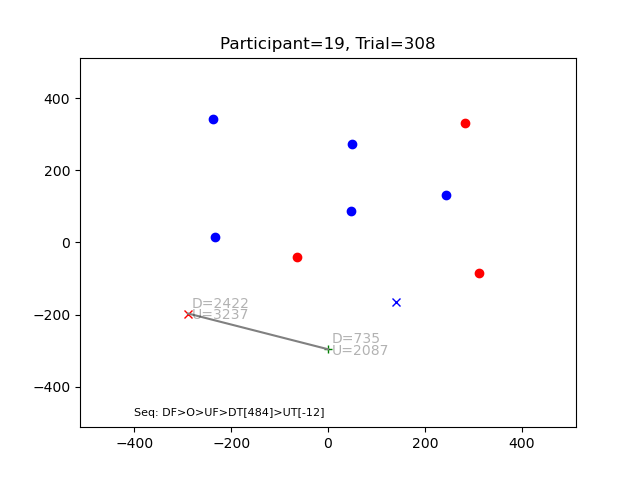 Participant=19, Trial=308
400
200
0
−200
−400
D=2422
U=3237
D=735
U=2087
Seq: DF>O>UF>DT[484]>UT[-12]
−400
−200
0
200
400